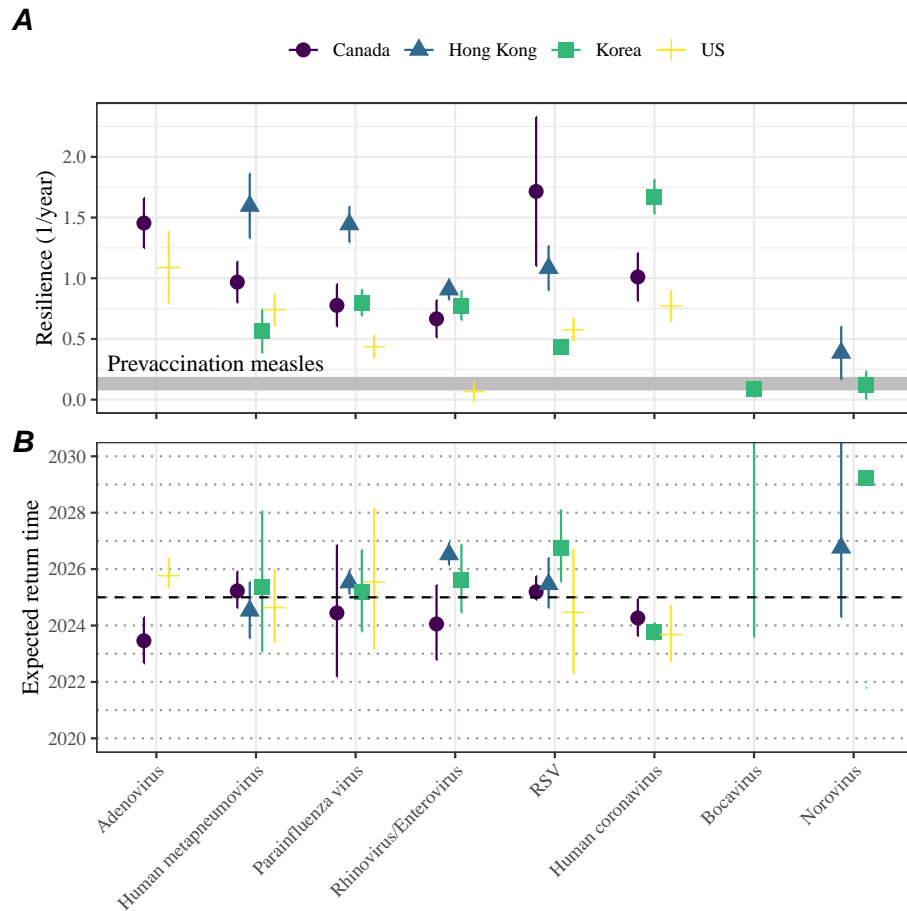 A
Canada Hong Kong Korea US
Resilience (1/year)
2.0
1.5
1.0
0.5
0.0
Prevaccination measles
B
Expected return time
2030
2028
2026
2024
2022
2020
Adenovirus
Human metapneumovirus
Parainfluenza virus
Rhinovirus/Enterovirus
RSV
Human coronavirus
Bocavirus
Norovirus